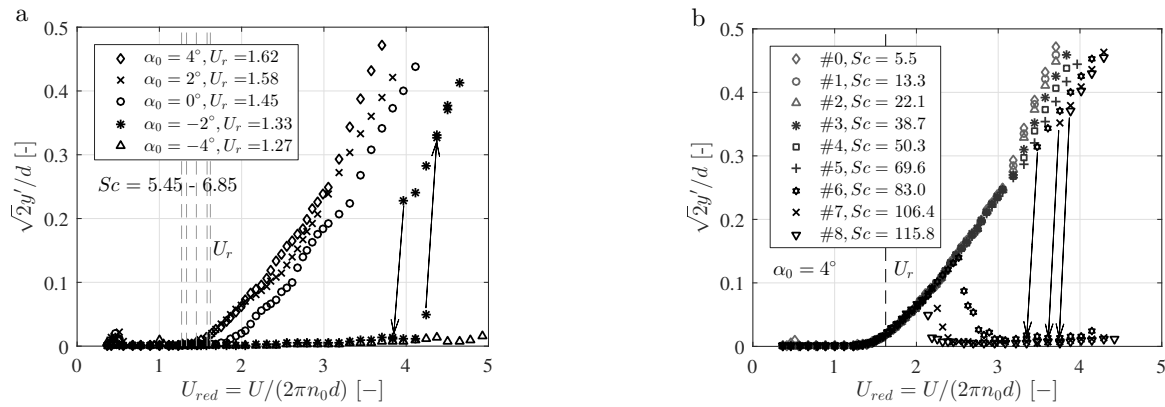 a
√2y′/d [-]
0.5
0.4
0.3
0.2
0.1
0
α₀ = 4°, Uᵣ =1.62
α₀ = 2°, Uᵣ =1.58
α₀ = 0°, Uᵣ =1.45
α₀ = −2°, Uᵣ =1.33
α₀ = −4°, Uᵣ =1.27
Sc = 5.45 - 6.85
Uᵣ
0 1 2 3 4 5
U_red = U/(2πn₀d) [−]
b
√2y′/d [-]
0.5
0.4
0.3
0.2
0.1
0
#0, Sc = 5.5
#1, Sc = 13.3
#2, Sc = 22.1
#3, Sc = 38.7
#4, Sc = 50.3
#5, Sc = 69.6
#6, Sc = 83.0
#7, Sc = 106.4
#8, Sc = 115.8
α₀ = 4°
Uᵣ
0 1 2 3 4 5
U_red = U/(2πn₀d) [−]